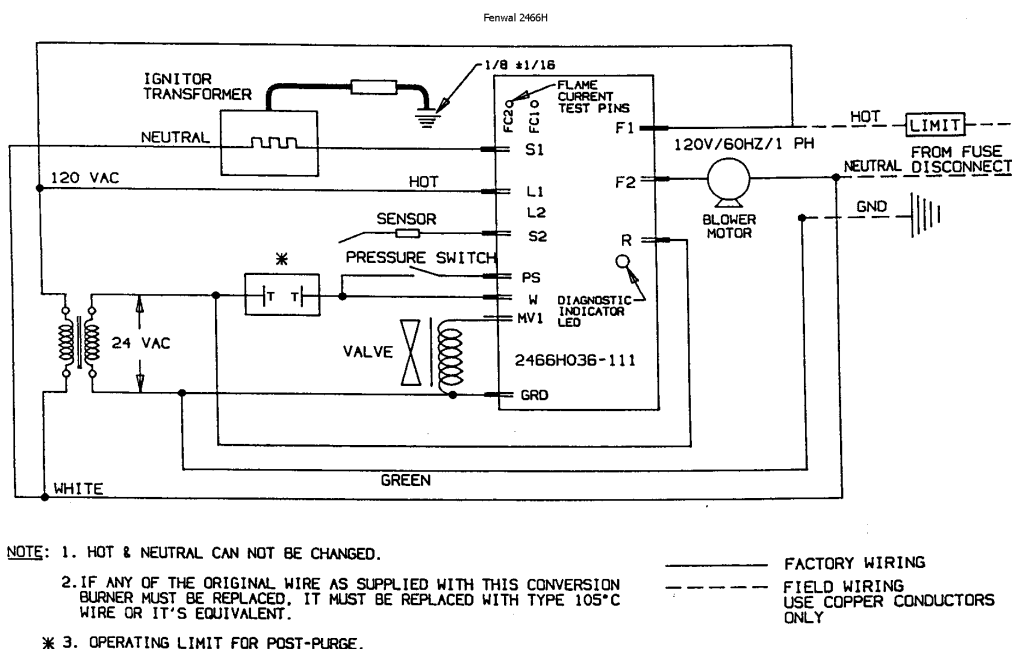 Fenwal 2466H
1/8 ±1/16
IGNITOR
TRANSFORMER
FLAME
CURRENT
TEST PINS
FC2
FC1
HOT
LIMIT
F1
NEUTRAL
S1
120V/60HZ/1 PH
FROM FUSE
NEUTRAL DISCONNECT
120 VAC
HOT
L1
F2
L2
GND
SENSOR
S2
BLOWER
MOTOR
R
*
PRESSURE SWITCH
PS
T T
W
DIAGNOSTIC
INDICATOR
LED
MV1
24 VAC
VALVE
2466H036-111
GRD
GREEN
WHITE
NOTE: 1. HOT & NEUTRAL CAN NOT BE CHANGED.
2. IF ANY OF THE ORIGINAL WIRE AS SUPPLIED WITH THIS CONVERSION
BURNER MUST BE REPLACED, IT MUST BE REPLACED WITH TYPE 105°C
WIRE OR IT'S EQUIVALENT.
* 3. OPERATING LIMIT FOR POST-PURGE.
FACTORY WIRING
FIELD WIRING
USE COPPER CONDUCTORS
ONLY